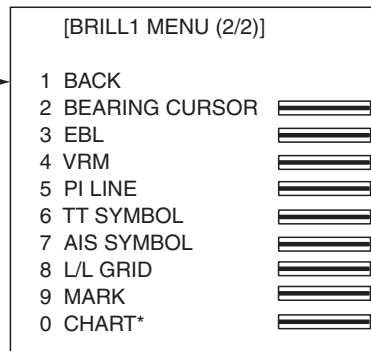 [BRILL1 MENU (2/2)]
1 BACK
2 BEARING CURSOR
3 EBL
4 VRM
5 PI LINE
6 TT SYMBOL
7 AIS SYMBOL
8 L/L GRID
9 MARK
0 CHART*